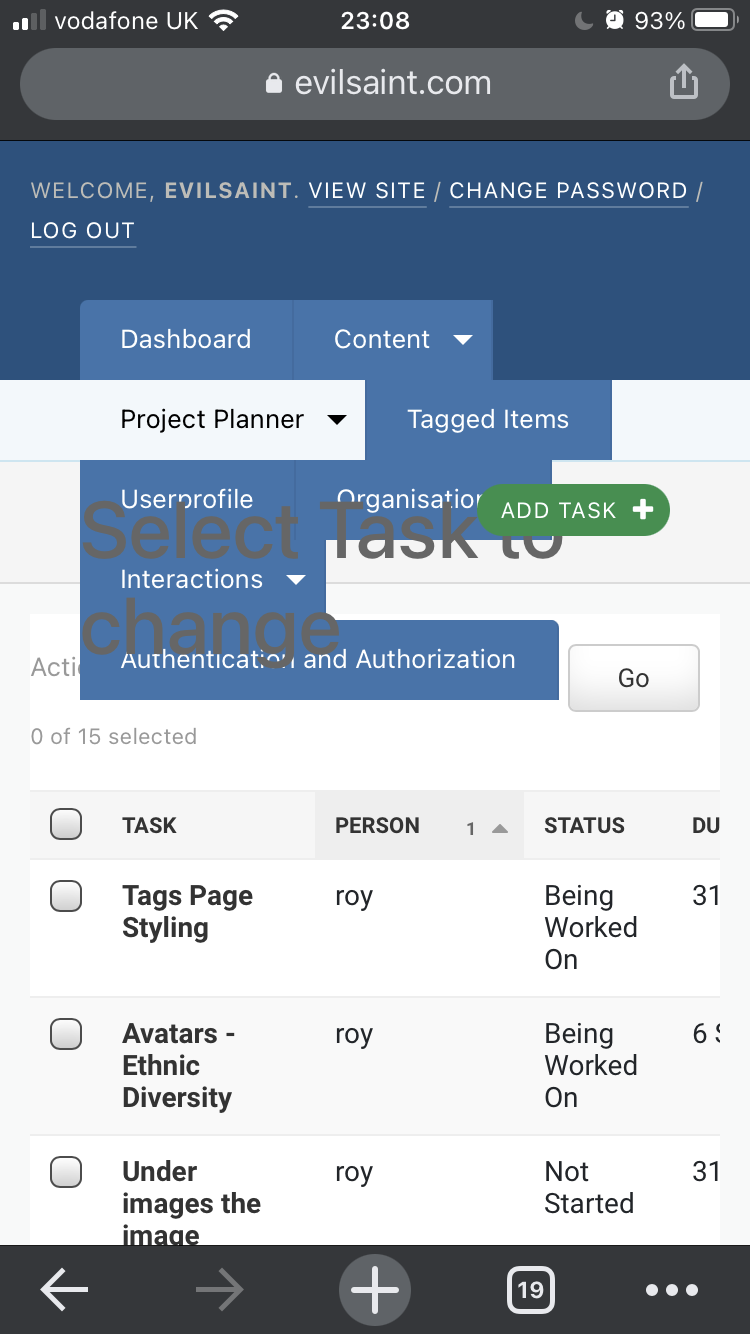 vodafone UK 23:08 93%
evilsaint.com
WELCOME, EVILSAINT. VIEW SITE / CHANGE PASSWORD /
LOG OUT
Dashboard Content
Project Planner Tagged Items
Userprofile Organisation
ADD TASK +
Select Task to
change
Interactions
Authentication and Authorization
Go
0 of 15 selected
TASK PERSON 1 STATUS DU
Tags Page roy Being 31
Styling Worked
On
Avatars - roy Being 6
Ethnic Worked
Diversity On
Under roy Not 31
images the Started
image
19